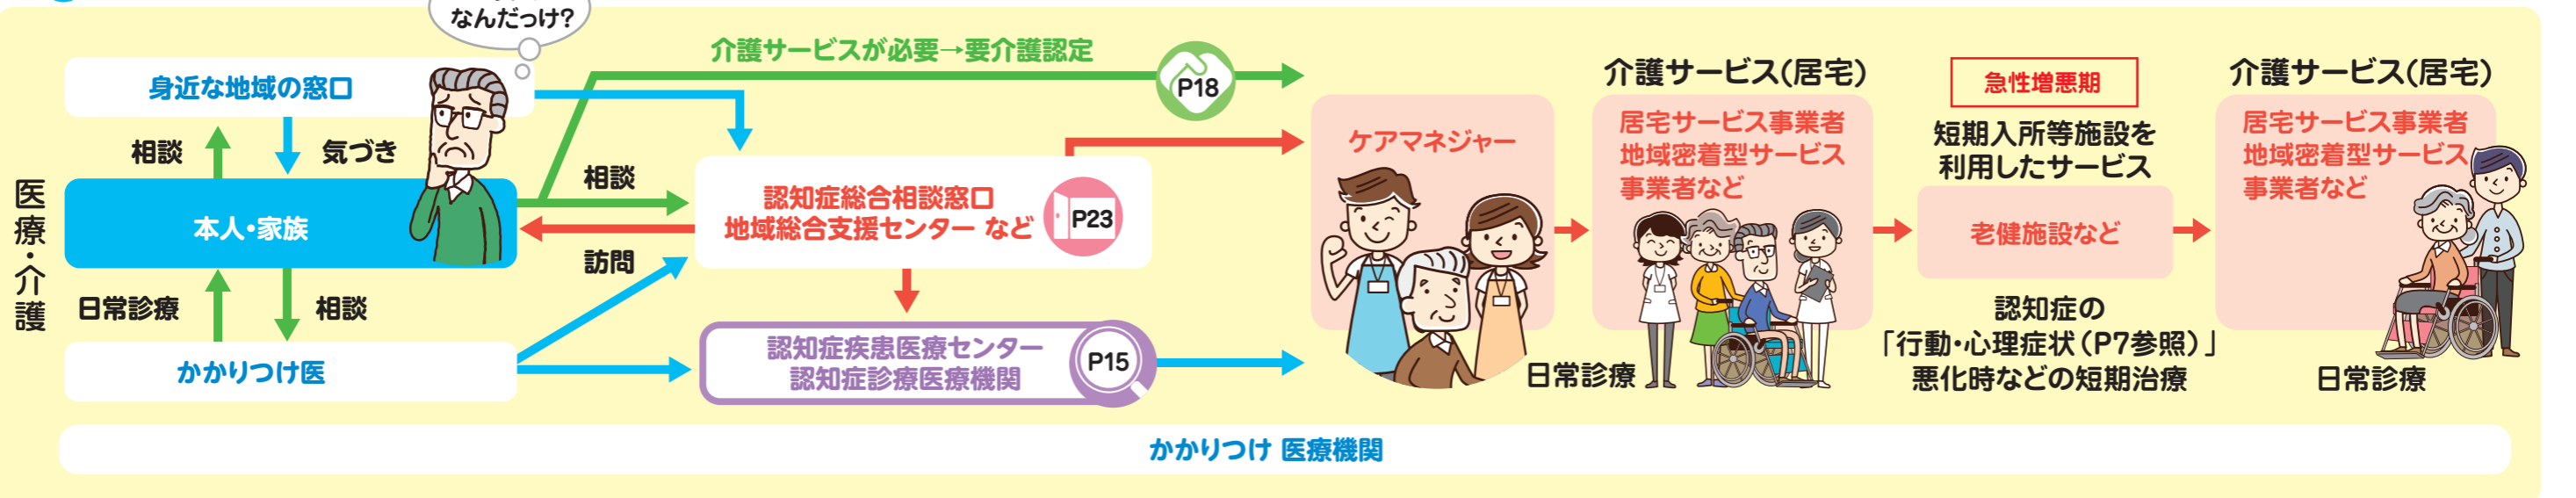 なんだっけ?
医療・介護
身近な地域の窓口
相談
気づき
本人・家族
日常診療
相談
かかりつけ医
介護サービスが必要→要介護認定
P18
相談
訪問
認知症総合相談窓口
地域総合支援センター など
P23
認知症疾患医療センター
認知症診療医療機関
P15
ケアマネジャー
介護サービス(居宅)
居宅サービス事業者
地域密着型サービス
事業者など
日常診療
急性増悪期
短期入所等施設を
利用したサービス
老健施設など
認知症の
「行動・心理症状(P7参照)」
悪化時などの短期治療
介護サービス(居宅)
居宅サービス事業者
地域密着型サービス
事業者など
日常診療
かかりつけ 医療機関